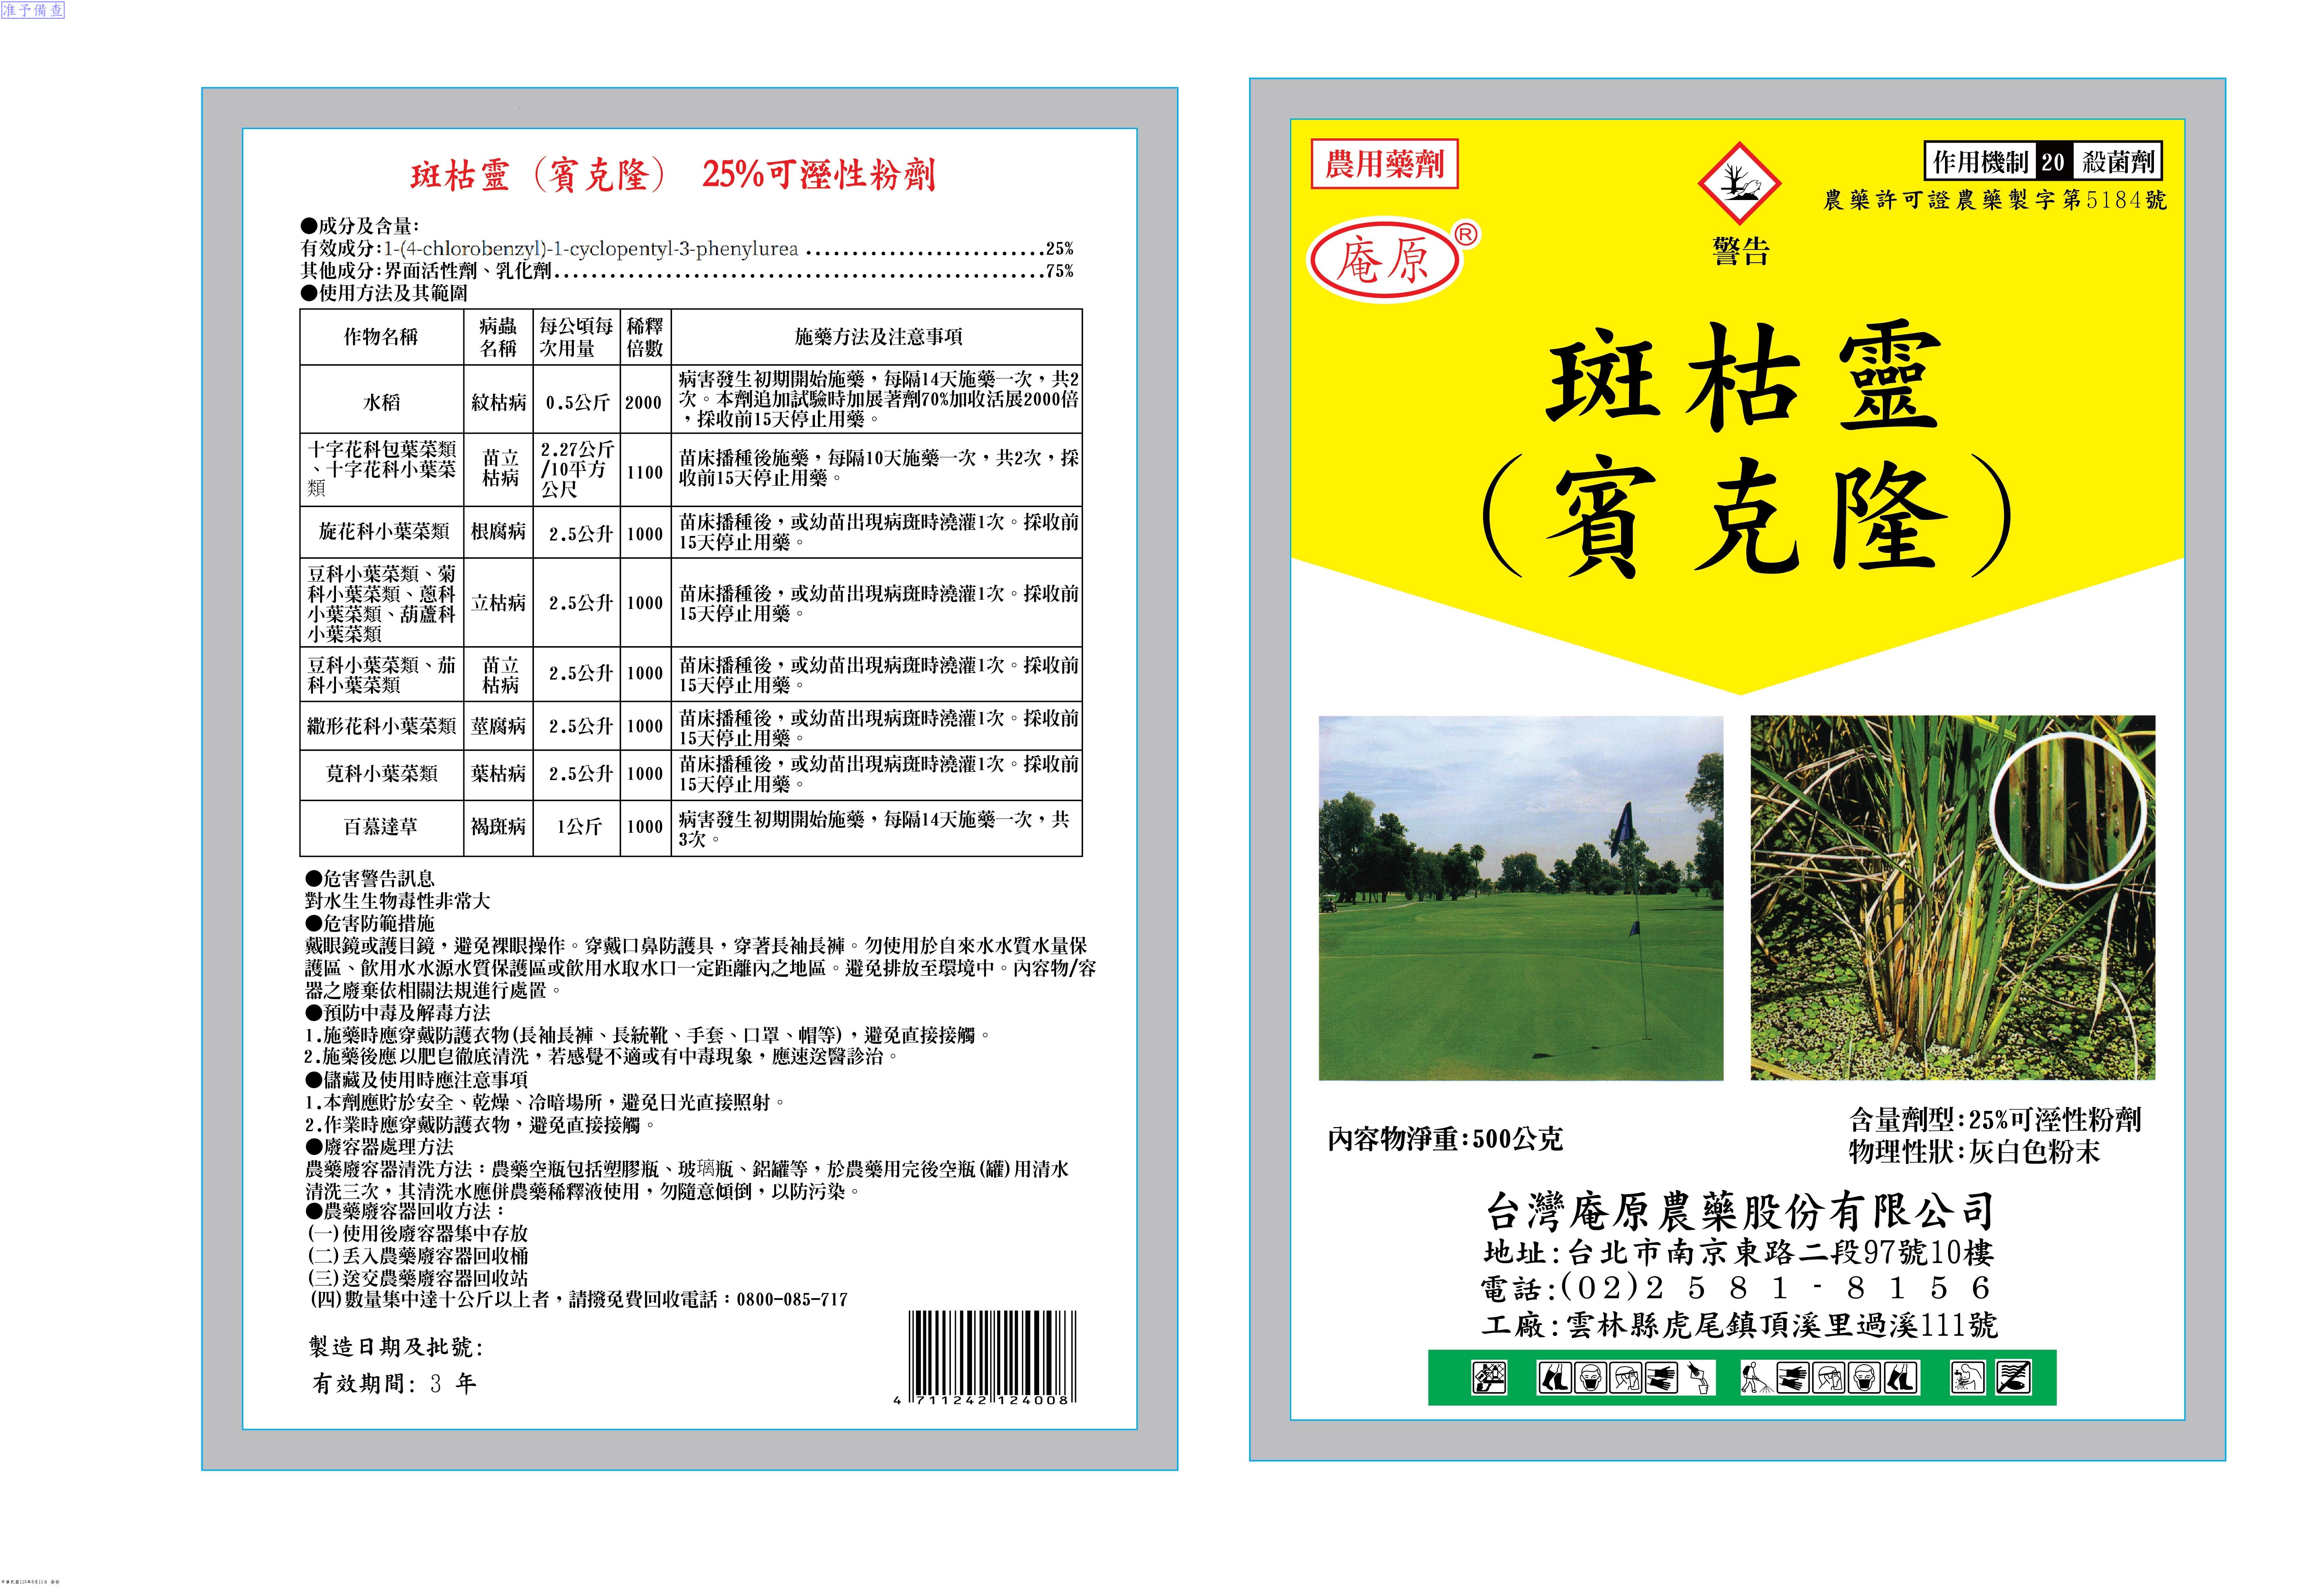 准予備查
斑枯靈（賓克隆） 25%可溼性粉劑
●成分及含量:
有效成分:1-(4-chlorobenzyl)-1-cyclopentyl-3-phenylurea ..........................25%
其他成分:界面活性劑、乳化劑.....................................................75%
●使用方法及其範圍
作物名稱 病蟲名稱 每公頃每次用量 稀釋倍數 施藥方法及注意事項
水稻 紋枯病 0.5公斤 2000 病害發生初期開始施藥，每隔14天施藥一次，共2
次。本劑追加試驗時加展著劑70%加收活展2000倍
，採收前15天停止用藥。
十字花科包葉菜類
、十字花科小葉菜
類
苗立
枯病
2.27公斤
/10平方
公尺
1100
苗床播種後施藥，每隔10天施藥一次，共2次，採
收前15天停止用藥。
旋花科小葉菜類 根腐病 2.5公升 1000 苗床播種後，或幼苗出現病斑時澆灌1次。採收前
15天停止用藥。
豆科小葉菜類、菊
科小葉菜類、蔥科
小葉菜類、葫蘆科
小葉菜類
立枯病 2.5公升 1000 苗床播種後，或幼苗出現病斑時澆灌1次。採收前
15天停止用藥。
豆科小葉菜類、茄
科小葉菜類
苗立
枯病
2.5公升 1000 苗床播種後，或幼苗出現病斑時澆灌1次。採收前
15天停止用藥。
繖形花科小葉菜類 莖腐病 2.5公升 1000 苗床播種後，或幼苗出現病斑時澆灌1次。採收前
15天停止用藥。
莧科小葉菜類 葉枯病 2.5公升 1000 苗床播種後，或幼苗出現病斑時澆灌1次。採收前
15天停止用藥。
百慕達草 褐斑病 1公斤 1000 病害發生初期開始施藥，每隔14天施藥一次，共
3次。
●危害警告訊息
對水生生物毒性非常大
●危害防範措施
戴眼鏡或護目鏡，避免裸眼操作。穿戴口鼻防護具，穿著長袖長褲。勿使用於自來水水質水量保
護區、飲用水水源水質保護區或飲用水取水口一定距離內之地區。避免排放至環境中。內容物/容
器之廢棄依相關法規進行處置。
●預防中毒及解毒方法
1.施藥時應穿戴防護衣物(長袖長褲、長統靴、手套、口罩、帽等)，避免直接接觸。
2.施藥後應以肥皂徹底清洗，若感覺不適或有中毒現象，應速送醫診治。
●儲藏及使用時應注意事項
1.本劑應貯於安全、乾燥、冷暗場所，避免日光直接照射。
2.作業時應穿戴防護衣物，避免直接接觸。
●廢容器處理方法
農藥廢容器清洗方法：農藥空瓶包括塑膠瓶、玻璃瓶、鋁罐等，於農藥用完後空瓶(罐)用清水
清洗三次，其清洗水應併農藥稀釋液使用，勿隨意傾倒，以防污染。
●農藥廢容器回收方法：
(一)使用後廢容器集中存放
(二)丟入農藥廢容器回收桶
(三)送交農藥廢容器回收站
(四)數量集中達十公斤以上者，請撥免費回收電話：0800-085-717
製造日期及批號:
有效期間: 3 年
4 711242 124008
農用藥劑
庵原®
警告
作用機制 20 殺菌劑
農藥許可證農藥製字第5184號
斑枯靈
（賓克隆）
內容物淨重:500公克
含量劑型:25%可溼性粉劑
物理性狀:灰白色粉末
台灣庵原農藥股份有限公司
地址:台北市南京東路二段97號10樓
電話:(02)2581-8156
工廠:雲林縣虎尾鎮頂溪里過溪111號